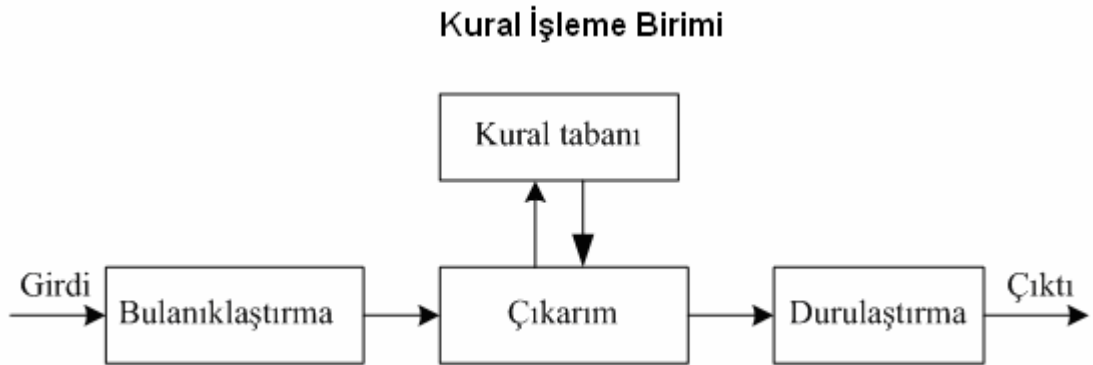 Kural İşleme Birimi
Kural tabanı
Girdi
Bulanıklaştırma
Çıkarım
Durulaştırma
Çıktı